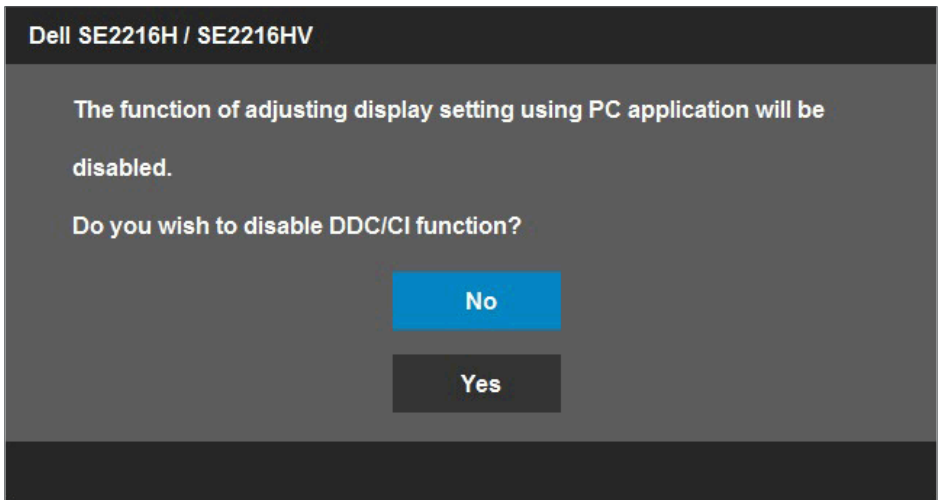 Dell SE2216H / SE2216HV
The function of adjusting display setting using PC application will be
disabled.
Do you wish to disable DDC/CI function?
No
Yes